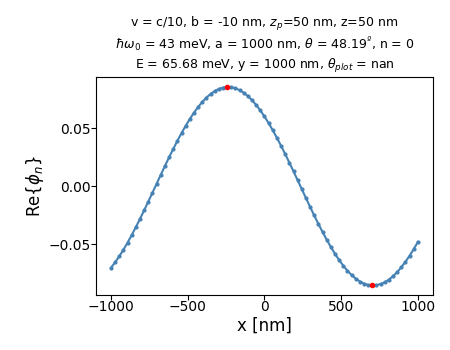 v = c/10, b = -10 nm, z_p=50 nm, z=50 nm
ℏω₀ = 43 meV, a = 1000 nm, θ = 48.19°, n = 0
E = 65.68 meV, y = 1000 nm, θ_plot = nan
Re{ϕ_n}
0.05
0.00
−0.05
−1000 −500 0 500 1000
x [nm]